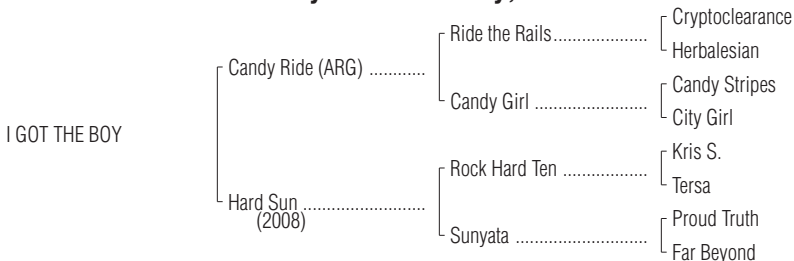 Cryptoclearance
Ride the Rails....................
Herbalesian
Candy Ride (ARG) ............
Candy Stripes
Candy Girl ........................
City Girl
I GOT THE BOY
Kris S.
Rock Hard Ten ..................
Tersa
Hard Sun ..........................
(2008)
Proud Truth
Sunyata ............................
Far Beyond